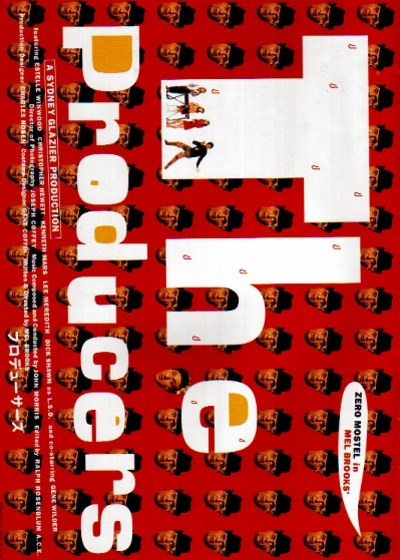 ZERO MOSTEL in
MEL BROOKS'
The
Producers
A SYDNEY GLAZIER PRODUCTION
featuring ESTELLE WINWOOD CHRISTOPHER HEWETT KENNETH MARS LEE MEREDITH DICK SHAWN as L.S.D. and co-starring GENE WILDER
Director of Photography JOSEPH COFFEY Music Composed and Conducted by JOHN MORRIS Edited by RALPH ROSENBLUM A.C.E.
Production Designer CHARLES ROSEN Costume Designer GENE COFFIN Written & Directed by MEL BROOKS
プロデューサーズ